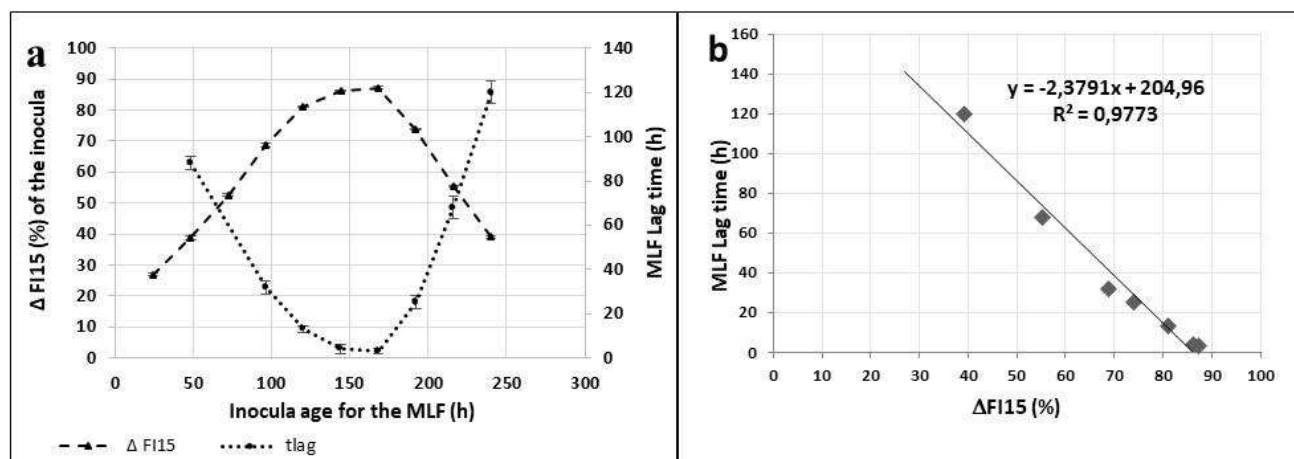 a
100
90
80
70
60
50
40
30
20
10
0
Δ FI15 (%) of the inocula
140
120
100
80
60
40
20
0
MLF Lag time (h)
0 50 100 150 200 250 300
Inocula age for the MLF (h)
Δ FI15 tlag
b
160
140
120
100
80
60
40
20
0
MLF Lag time (h)
y = -2,3791x + 204,96
R² = 0,9773
0 10 20 30 40 50 60 70 80 90 100
ΔFI15 (%)